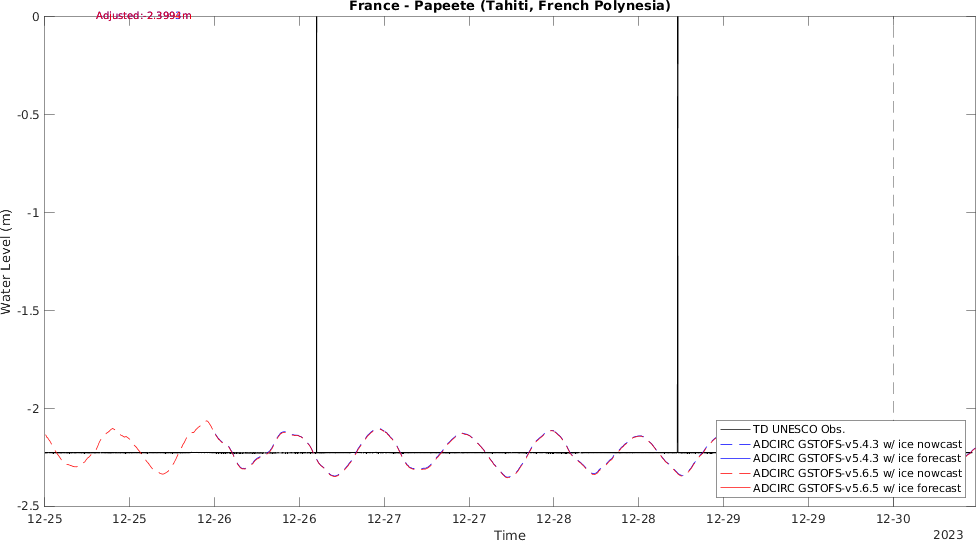 France - Papeete (Tahiti, French Polynesia)
0
-0.5
-1
-1.5
-2
-2.5
Water Level (m)
TD UNESCO Obs.
ADCIRC GSTOFS-v5.4.3 w/ ice nowcast
ADCIRC GSTOFS-v5.4.3 w/ ice forecast
ADCIRC GSTOFS-v5.6.5 w/ ice nowcast
ADCIRC GSTOFS-v5.6.5 w/ ice forecast
12-25 12-25 12-26 12-26 12-27 12-27 12-28 12-28 12-29 12-29 12-30
Time
2023